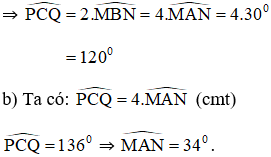 ⇒ PCQ = 2.MBN = 4.MAN = 4.30⁰
= 120⁰
b) Ta có: PCQ = 4.MAN (cmt)
PCQ = 136⁰ ⇒ MAN = 34⁰.